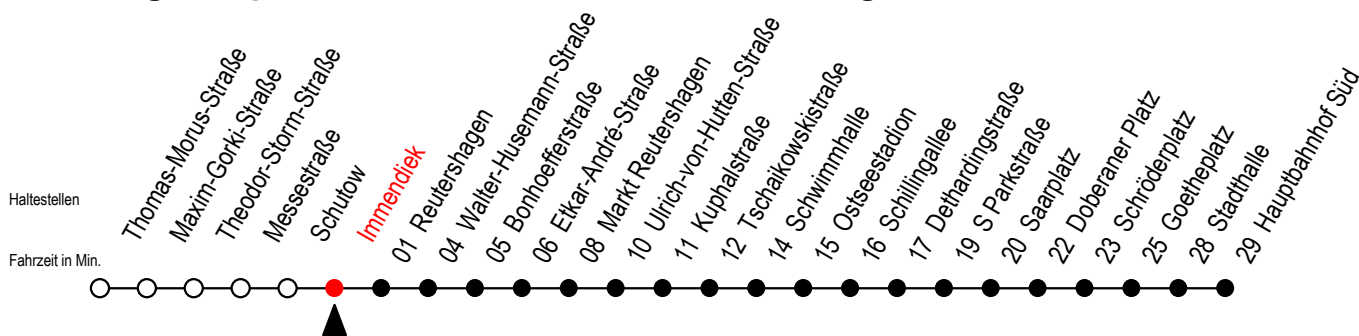 Haltestellen
Fahrzeit in Min.
Thomas-Morus-Straße
Maxim-Gorki-Straße
Theodor-Storm-Straße
Messestraße
Schutow
Immendiek
01 Reutershagen
04 Walter-Husemann-Straße
05 Bonhoefferstraße
06 Etkar-André-Straße
08 Markt Reutershagen
10 Ulrich-von-Hutten-Straße
11 Kuphalstraße
12 Tschaikowskistraße
14 Schwimmhalle
15 Ostseestadion
16 Schillingallee
17 Dethardingstraße
19 S Parkstraße
20 Saarplatz
22 Doberaner Platz
23 Schröderplatz
25 Goetheplatz
28 Stadthalle
29 Hauptbahnhof Süd